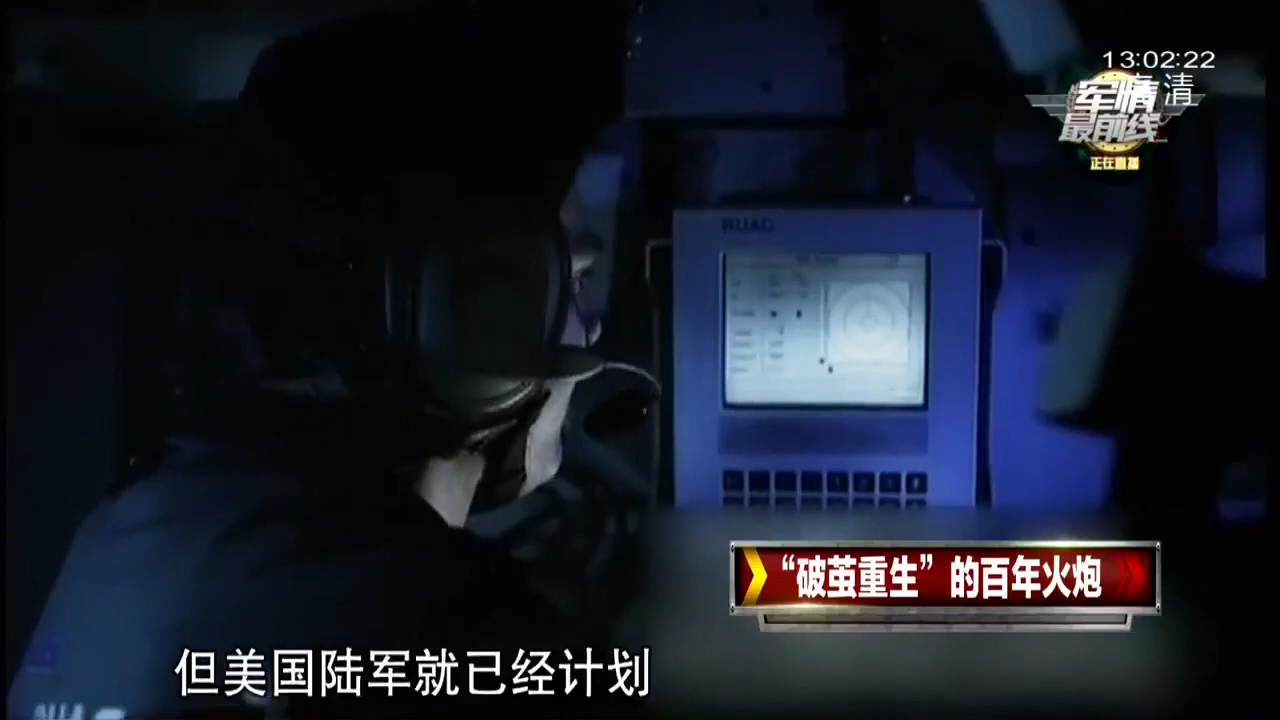 13:02:22
高清
军情
最前线
正在直播
RUAG
“破茧重生”的百年火炮
但美国陆军就已经计划